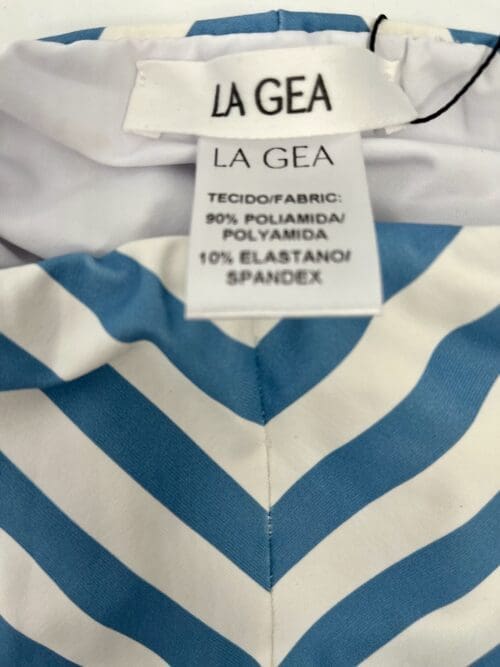 LA GEA
LA GEA
TECIDO/FABRIC:
90% POLIAMIDA/
POLYAMIDA
10% ELASTANO/
SPANDEX